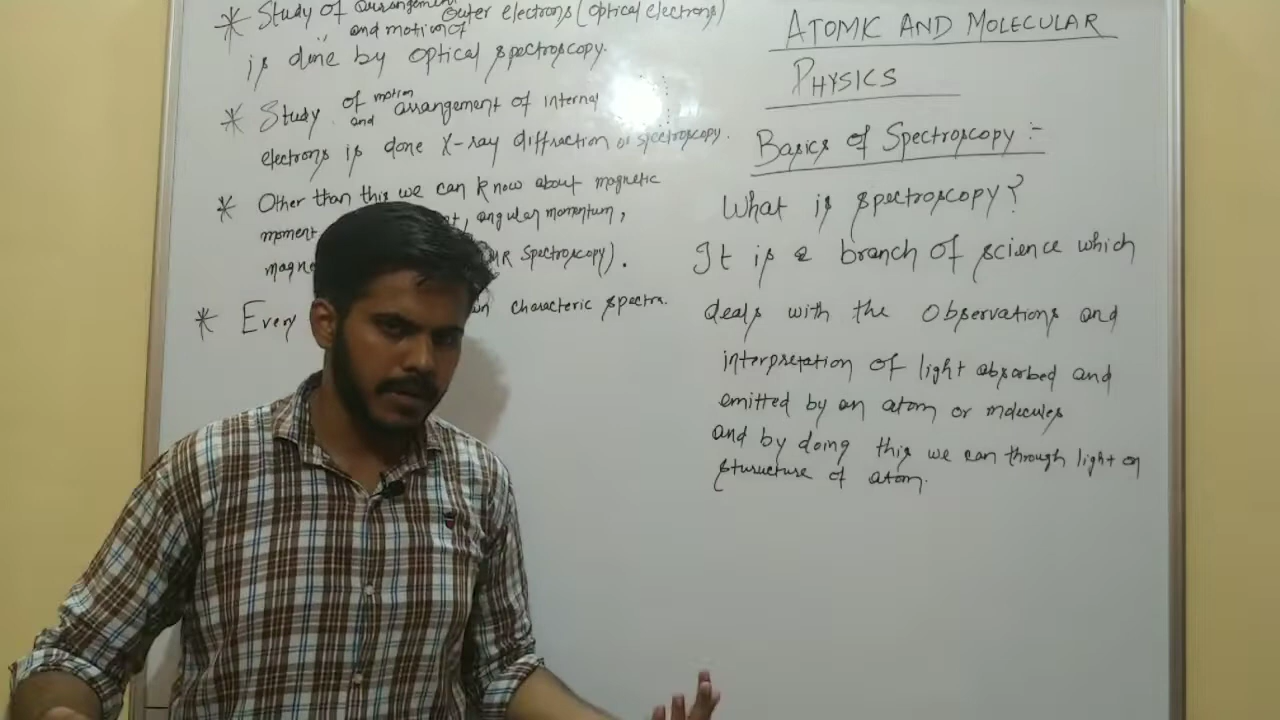 * Study of arrangement outer electrons (optical electrons)
and motion of
is done by optical spectroscopy.
* Study of motion and arrangement of internal
electrons is done X-ray diffraction or spectroscopy.
* Other than this we can know about magnetic
moment, angular momentum,
magne Spectroscopy).
* Every characteric spectra.
ATOMIC AND MOLECULAR
PHYSICS
Basics of Spectroscopy :-
What is spectroscopy?
It is a branch of science which
deals with the Observations and
interpretation of light absorbed and
emitted by an atom or molecules
and by doing this we can through light on
sturucture of atom.